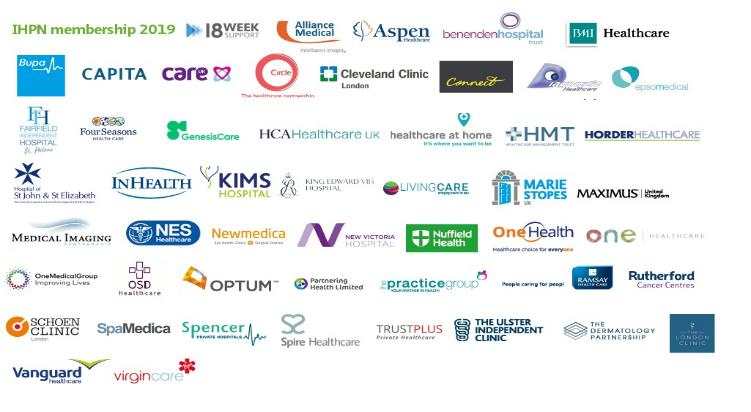 IHPN membership 2019
18 WEEK
SUPPORT
Alliance
Medical
intelligent imaging
Aspen
Healthcare
benendenhospital
trust
BMI Healthcare
Bupa
CAPITA
care
Circle
The healthcare partnership
Cleveland Clinic
London
Connect
Healthcare
epsomedical
FH
FAIRFIELD
INDEPENDENT
HOSPITAL
St. Helens
FourSeasons
HEALTH CARE
GenesisCare
HCAHealthcare UK
healthcare at home
it's where you want to be
HMT
HEALTHCARE MANAGEMENT TRUST
HORDERHEALTHCARE
Hospital of
St John & St Elizabeth
INHEALTH
KIMS
HOSPITAL
KING EDWARD VII'S
HOSPITAL
LIVINGCARE
MARIE
STOPES
UK
MAXIMUS United
Kingdom
MEDICAL IMAGING
PARTNERSHIP
NES
Healthcare
Newmedica
Eye Health Clinics & Surgical Centres
NEW VICTORIA
HOSPITAL
Nuffield
Health
OneHealth
Healthcare choice for everyone
one HEALTHCARE
OneMedicalGroup
Improving Lives
OSD
Healthcare
OPTUM™
Partnering
Health Limited
the practicegroup
YOUR PARTNER IN HEALTH
People caring for people
RAMSAY
HEALTH CARE
Rutherford
Cancer Centres
SCHOEN
CLINIC
London
SpaMedica
Spencer
PRIVATE HOSPITALS
Spire Healthcare
TRUSTPLUS
Private Healthcare
THE ULSTER
INDEPENDENT
CLINIC
THE
DERMATOLOGY
PARTNERSHIP
THE
LONDON
CLINIC
Vanguard
healthcare
virgincare